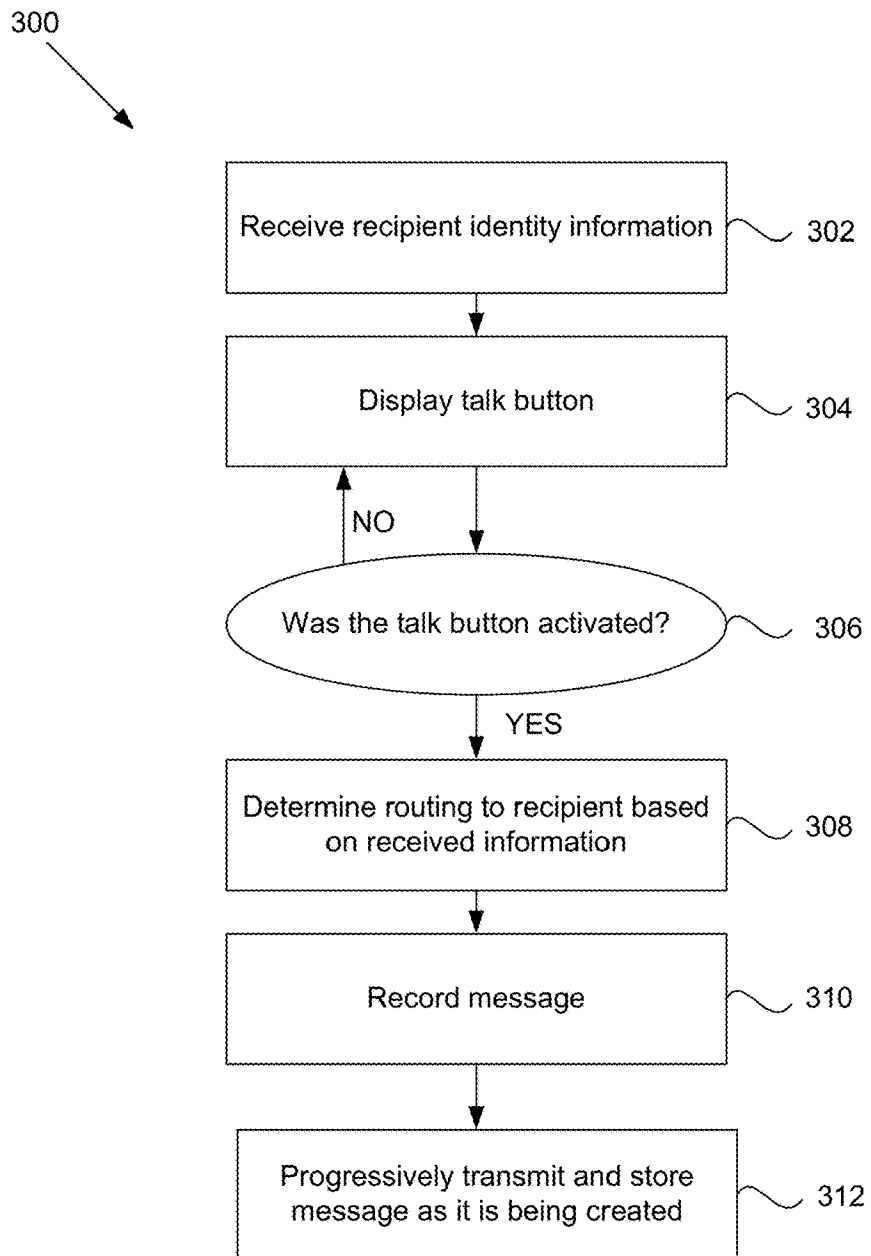 300
Receive recipient identity information
302
Display talk button
304
NO
Was the talk button activated?
306
YES
Determine routing to recipient based
on received information
308
Record message
310
Progressively transmit and store
message as it is being created
312